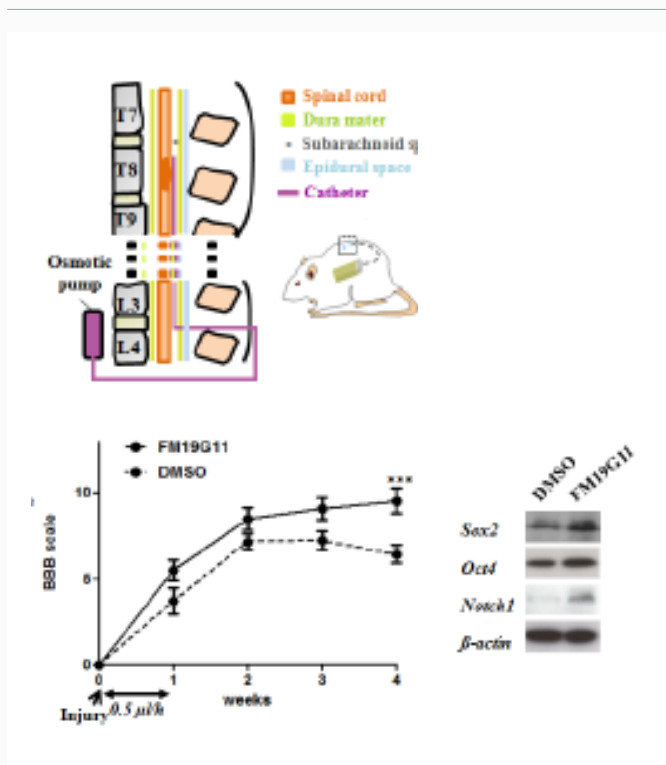 T7
T8
T9
Spinal cord
Dura mater
Subarachnoid
Epidural space
Catheter
Osmotic
pump
L3
L4
FM19G11
DMSO
***
10
5
0
BBB scale
0 1 2 3 4
weeks
Injury 0.5 µl/h
DMSO
FM19G11
Sox2
Oct4
Notch1
β-actin